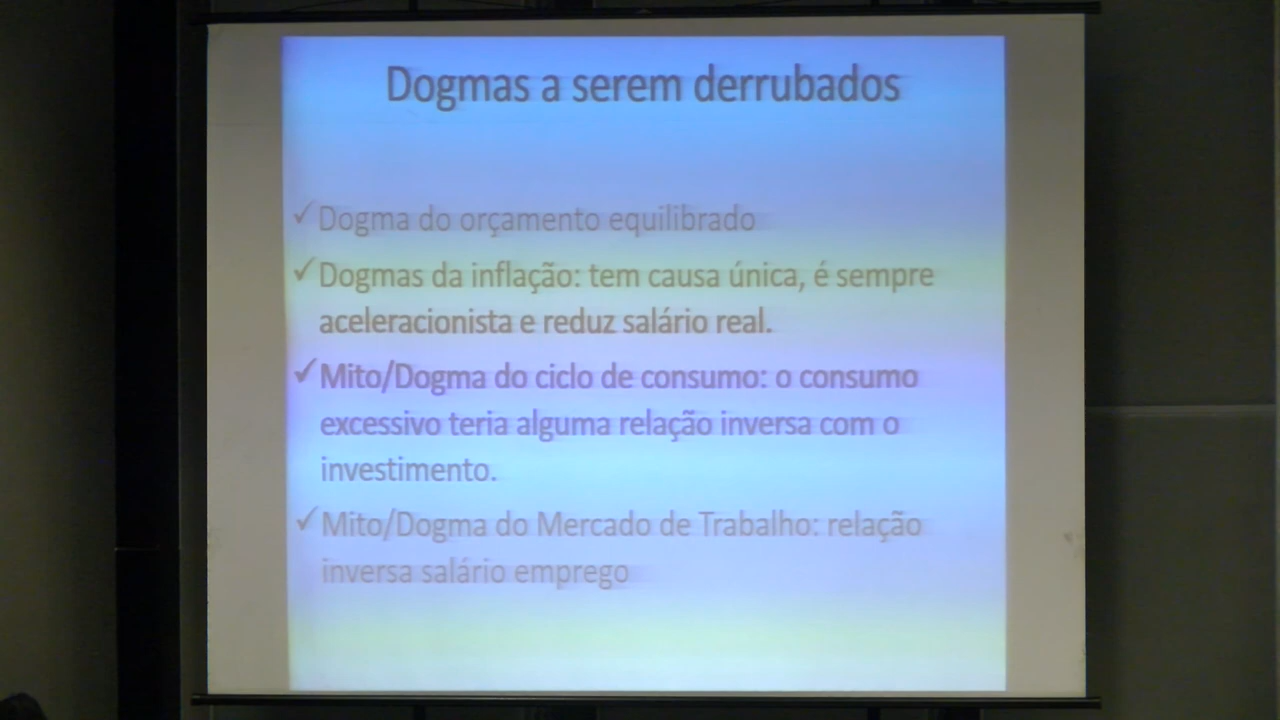 Dogmas a serem derrubados
✓Dogma do orçamento equilibrado
✓Dogmas da inflação: tem causa única, é sempre
aceleracionista e reduz salário real.
✓Mito/Dogma do ciclo de consumo: o consumo
excessivo teria alguma relação inversa com o
investimento.
✓Mito/Dogma do Mercado de Trabalho: relação
inversa salário emprego